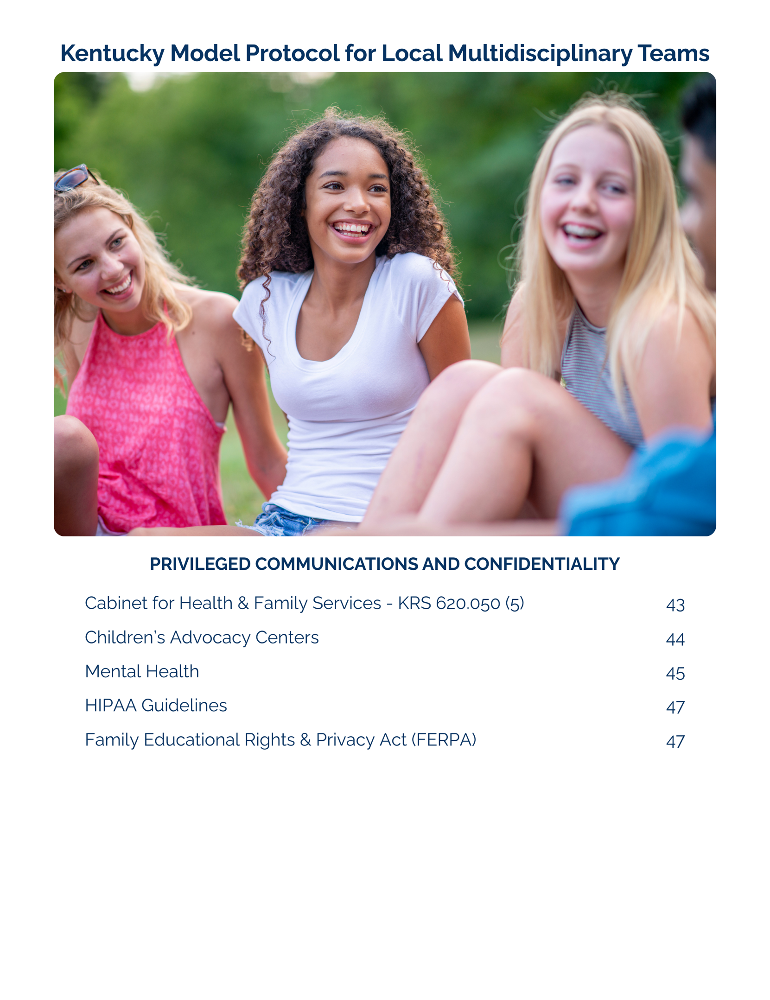 Kentucky Model Protocol for Local Multidisciplinary Teams
PRIVILEGED COMMUNICATIONS AND CONFIDENTIALITY
Cabinet for Health & Family Services - KRS 620.050 (5) 43
Children's Advocacy Centers 44
Mental Health 45
HIPAA Guidelines 47
Family Educational Rights & Privacy Act (FERPA) 47